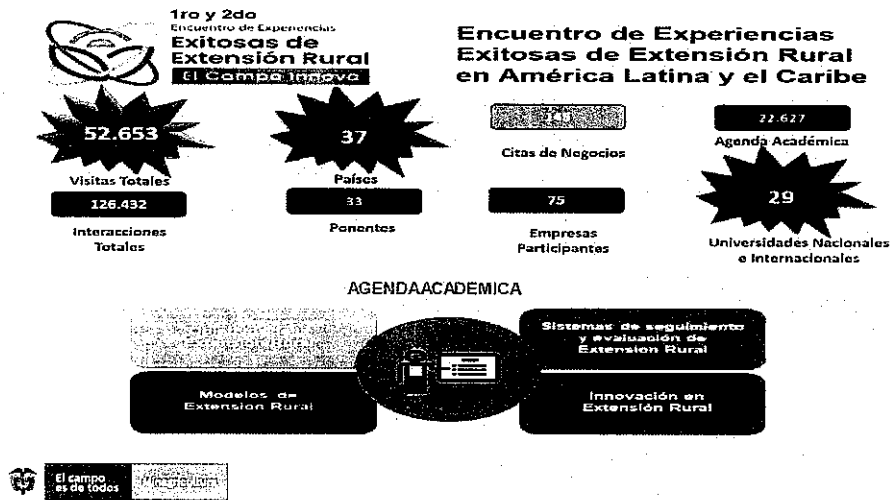 1ro y 2do
Encuentro de Experiencias
Exitosas de
Extensión Rural
El Campo Innova
Encuentro de Experiencias
Exitosas de Extensión Rural
en América Latina y el Caribe
52.653
Visitas Totales
37
Países
Citas de Negocios
22.627
Agenda Académica
126.432
Interacciones
Totales
33
Ponentes
75
Empresas
Participantes
29
Universidades Nacionales
e Internacionales
AGENDAACADEMICA
Sistemas de seguimiento
y evaluación de
Extension Rural
Modelos de
Extension Rural
Innovación en
Extensión Rural
El campo
es de todos
Minagricultura